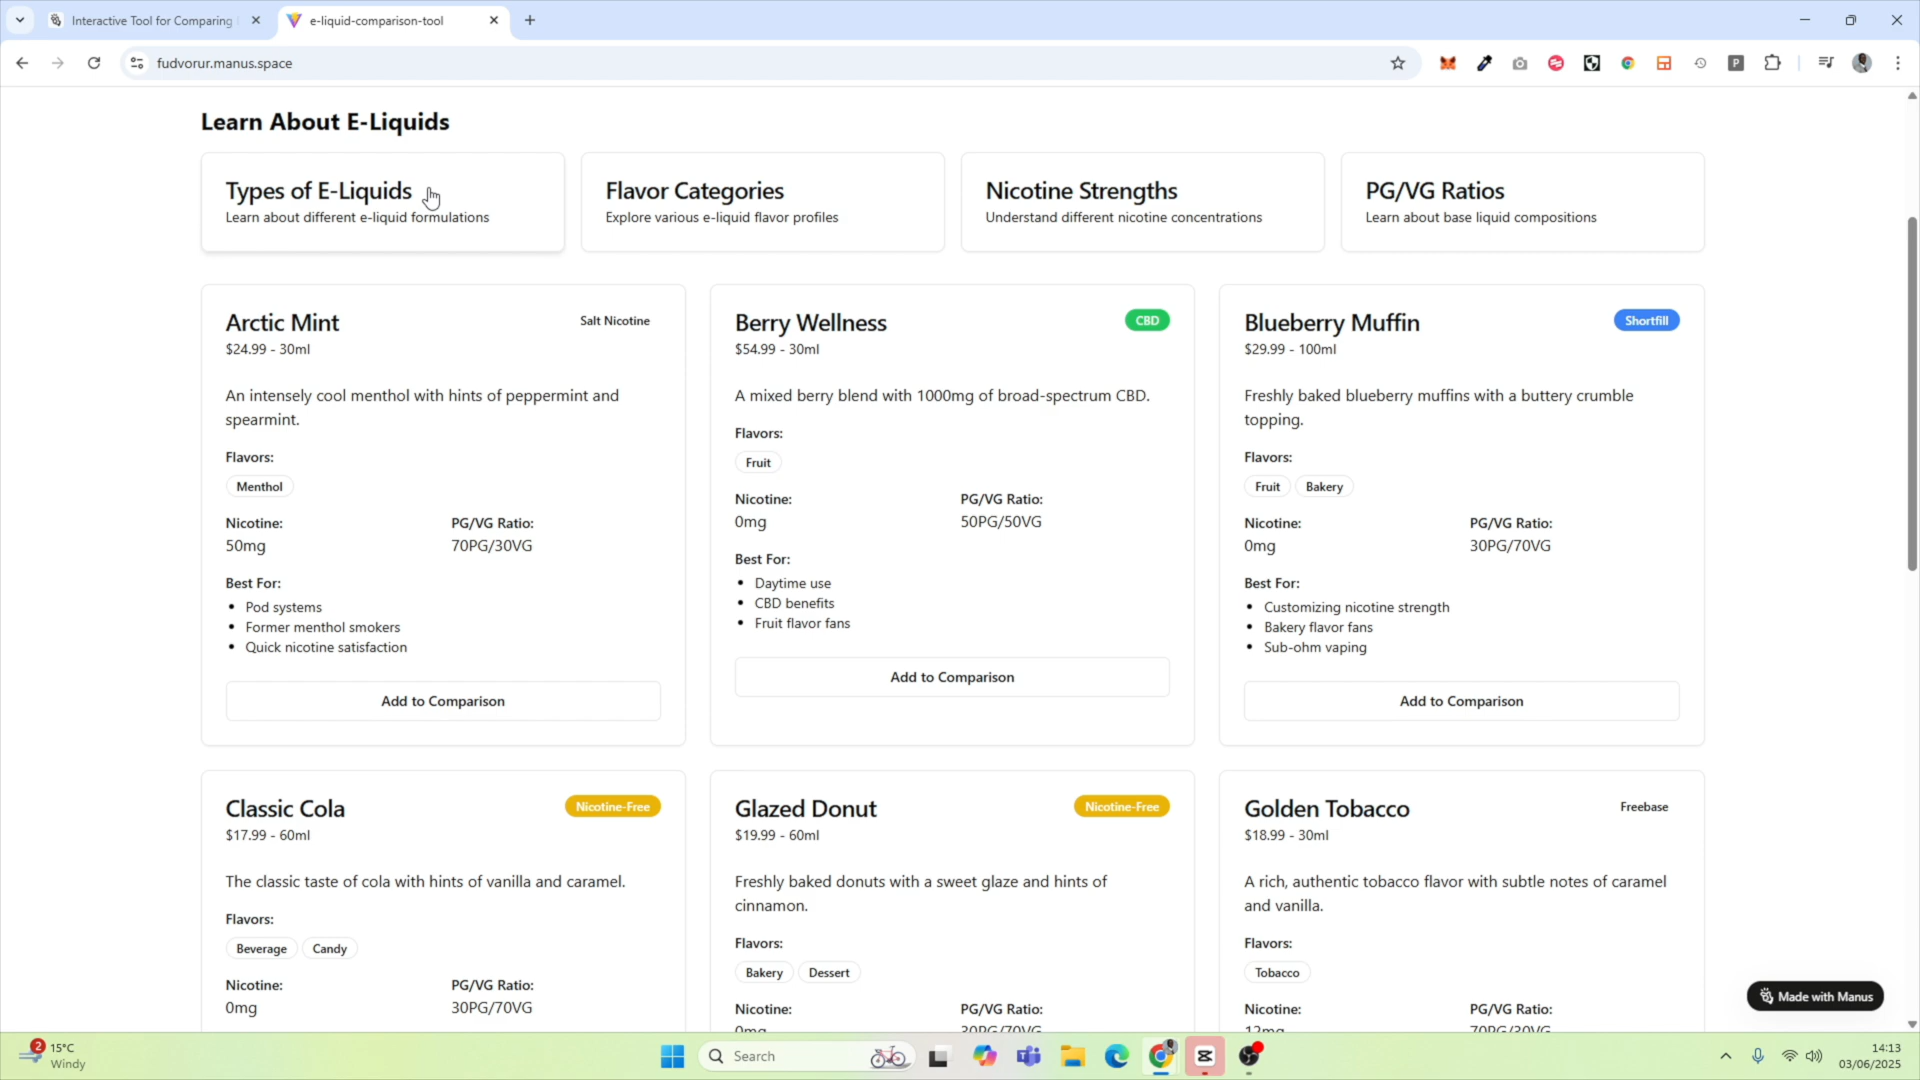 Interactive Tool for Comparing
e-liquid-comparison-tool
fudvorur.manus.space
Learn About E-Liquids
Types of E-Liquids
Learn about different e-liquid formulations
Flavor Categories
Explore various e-liquid flavor profiles
Nicotine Strengths
Understand different nicotine concentrations
PG/VG Ratios
Learn about base liquid compositions
Arctic Mint
Salt Nicotine
$24.99 - 30ml
An intensely cool menthol with hints of peppermint and
spearmint.
Flavors:
Menthol
Nicotine:
50mg
PG/VG Ratio:
70PG/30VG
Best For:
• Pod systems
• Former menthol smokers
• Quick nicotine satisfaction
Add to Comparison
Berry Wellness
CBD
$54.99 - 30ml
A mixed berry blend with 1000mg of broad-spectrum CBD.
Flavors:
Fruit
Nicotine:
0mg
PG/VG Ratio:
50PG/50VG
Best For:
• Daytime use
• CBD benefits
• Fruit flavor fans
Add to Comparison
Blueberry Muffin
Shortfill
$29.99 - 100ml
Freshly baked blueberry muffins with a buttery crumble
topping.
Flavors:
Fruit
Bakery
Nicotine:
0mg
PG/VG Ratio:
30PG/70VG
Best For:
• Customizing nicotine strength
• Bakery flavor fans
• Sub-ohm vaping
Add to Comparison
Classic Cola
Nicotine-Free
$17.99 - 60ml
The classic taste of cola with hints of vanilla and caramel.
Flavors:
Beverage
Candy
Nicotine:
0mg
PG/VG Ratio:
30PG/70VG
Glazed Donut
Nicotine-Free
$19.99 - 60ml
Freshly baked donuts with a sweet glaze and hints of
cinnamon.
Flavors:
Bakery
Dessert
Nicotine:
0mg
PG/VG Ratio:
30PG/70VG
Golden Tobacco
Freebase
$18.99 - 30ml
A rich, authentic tobacco flavor with subtle notes of caramel
and vanilla.
Flavors:
Tobacco
Nicotine:
12mg
PG/VG Ratio:
70PG/30VG
Made with Manus
2
15°C
Windy
Search
14:13
03/06/2025